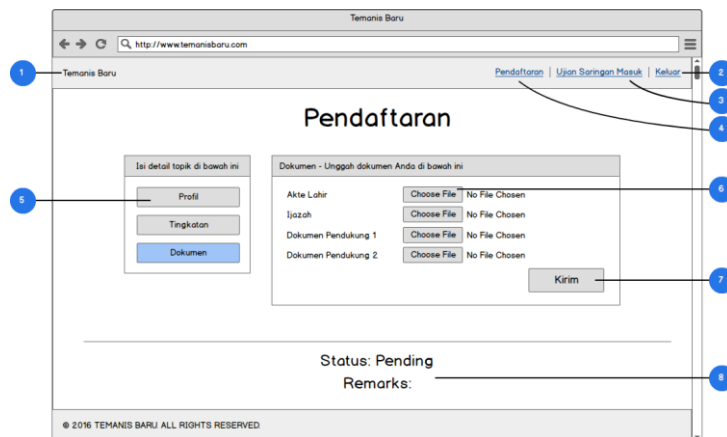 Temanis Baru
http://www.temanisbaru.com
1
Temanis Baru
Pendaftaran | Ujian Saringan Masuk | Keluar
2
3
4
Pendaftaran
Isi detail topik di bawah ini
5
Profil
Tingkatan
Dokumen
Dokumen - Unggah dokumen Anda di bawah ini
Akte Lahir Choose File No File Chosen
6
Ijazah Choose File No File Chosen
Dokumen Pendukung 1 Choose File No File Chosen
Dokumen Pendukung 2 Choose File No File Chosen
Kirim
7
Status: Pending
Remarks:
8
© 2016 TEMANIS BARU. ALL RIGHTS RESERVED.